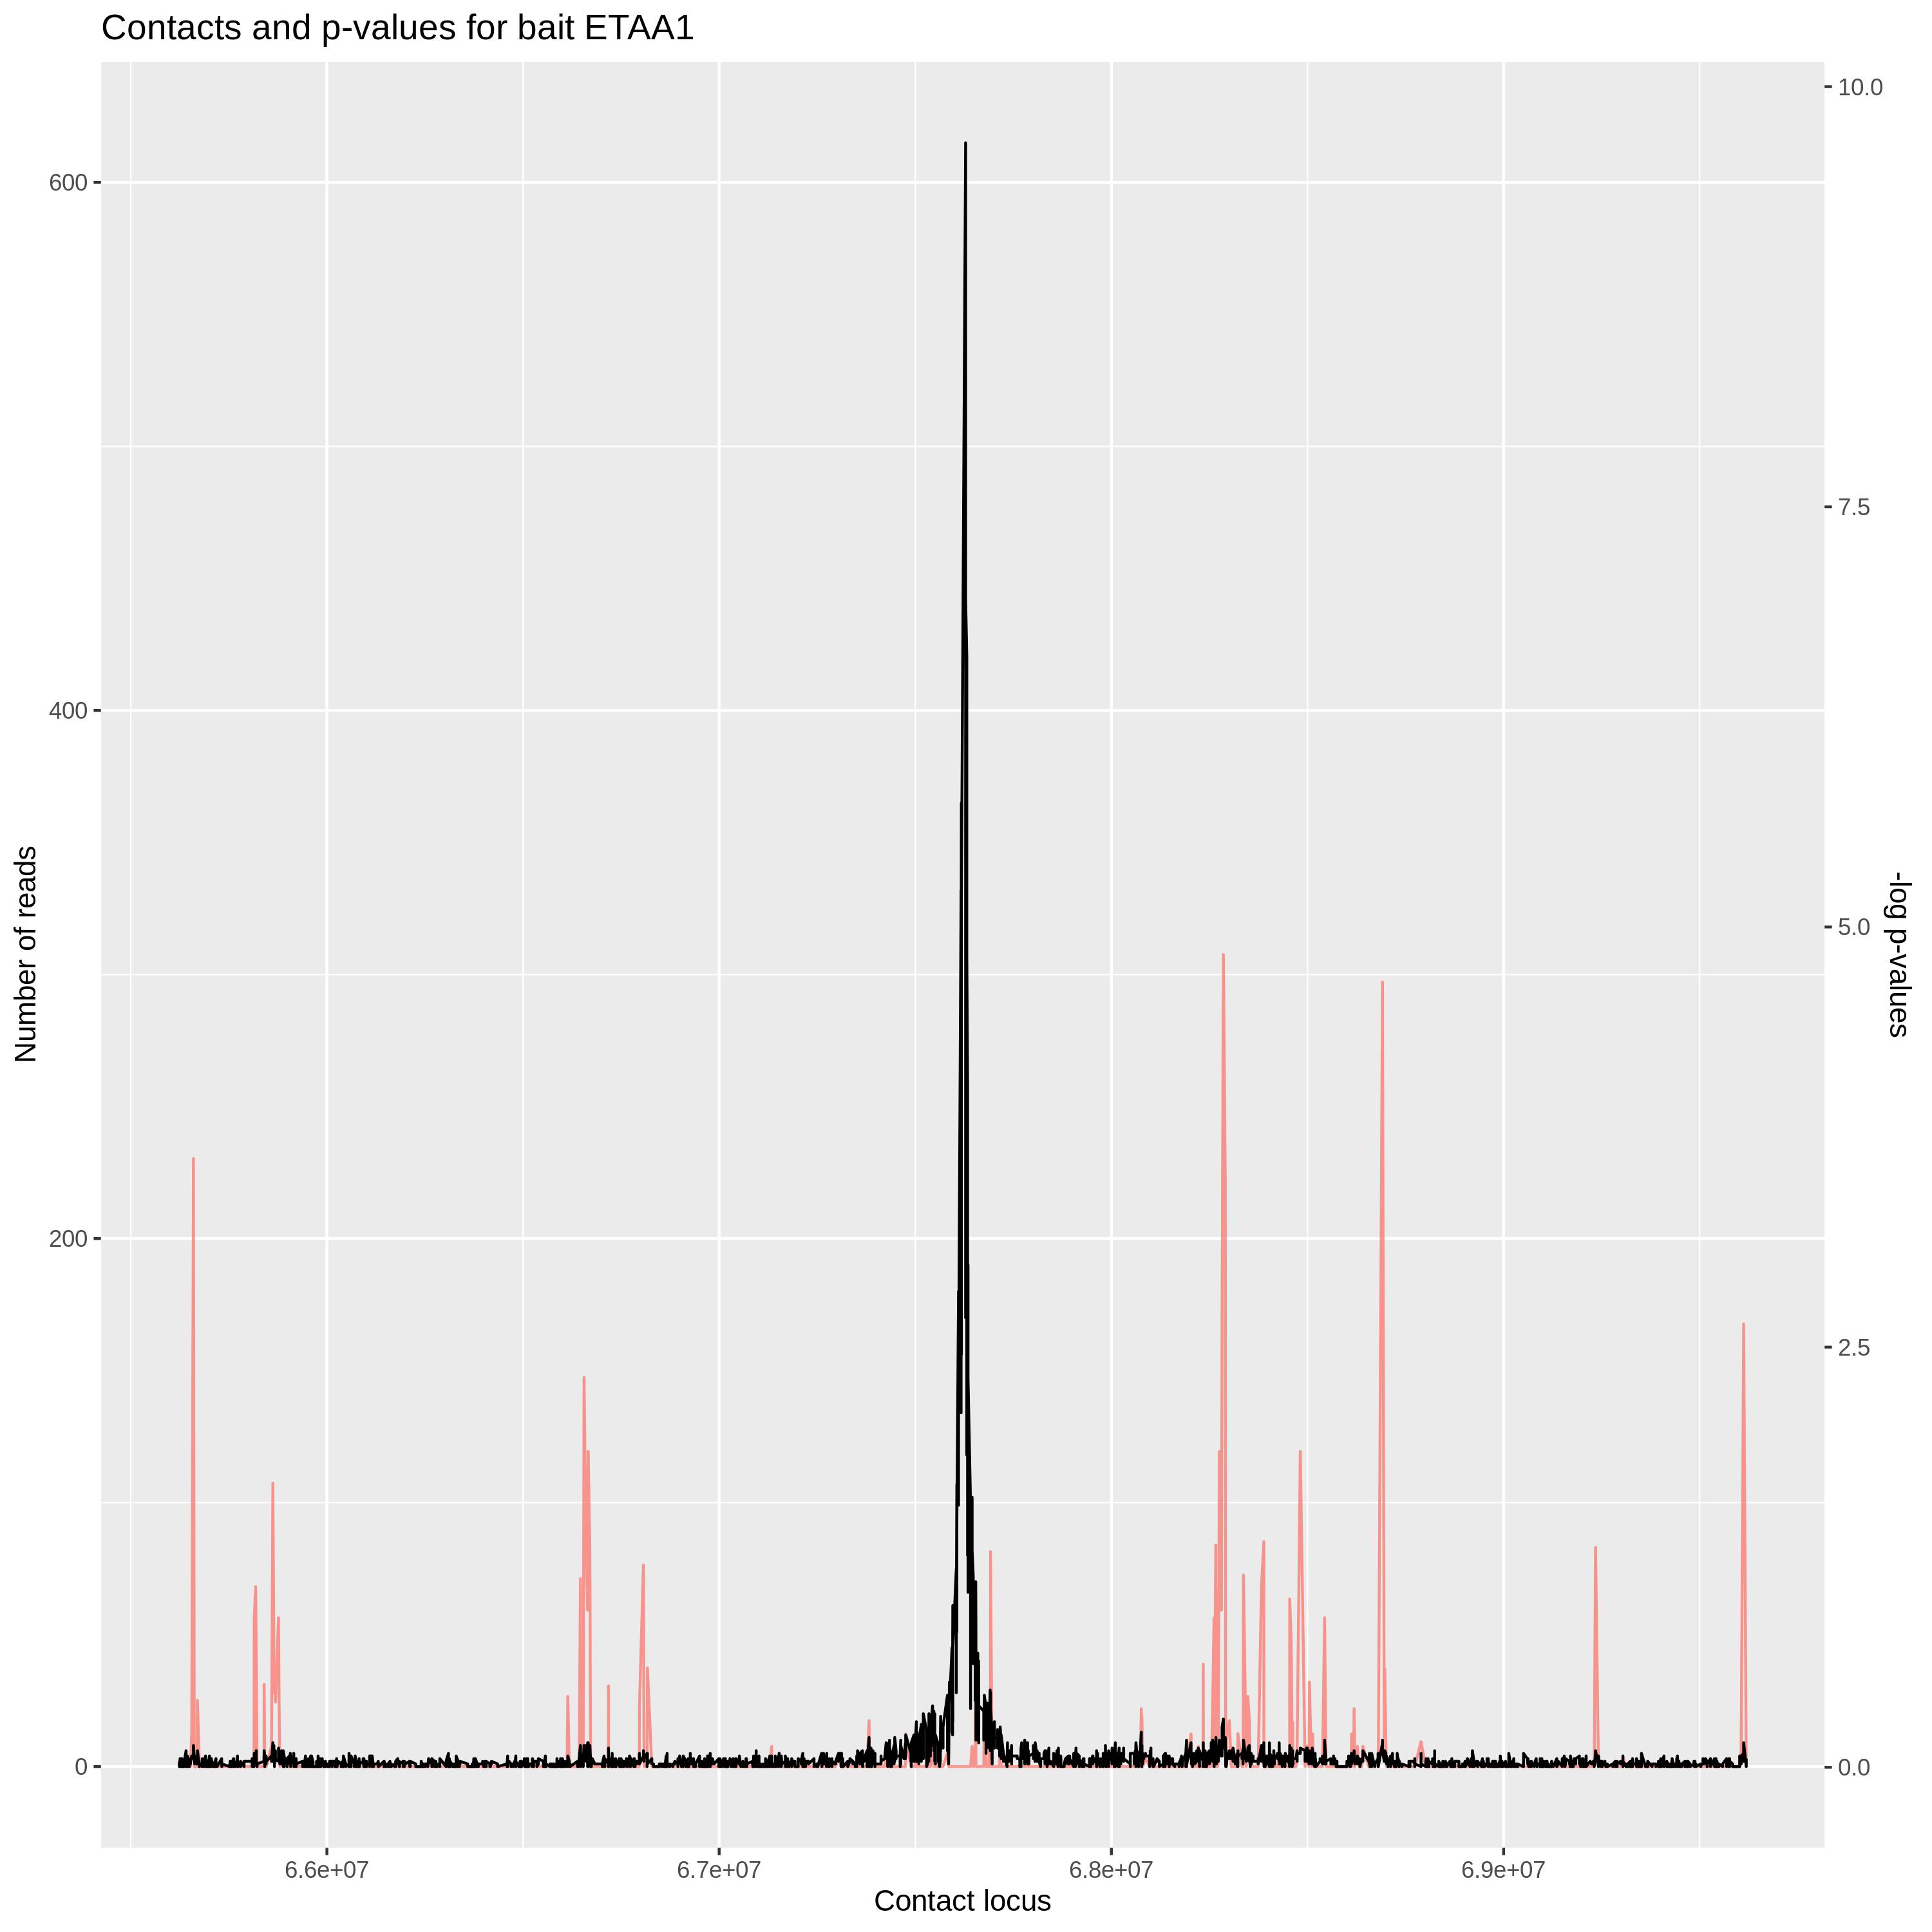 Contacts and p-values for bait ETAA1
10.0
600
7.5
400
5.0
Number of reads
-log p-values
200
2.5
0
0.0
6.6e+07 6.7e+07 6.8e+07 6.9e+07
Contact locus